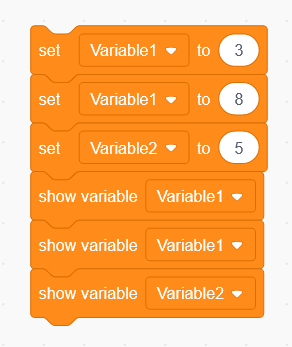 set Variable1 to 3
set Variable1 to 8
set Variable2 to 5
show variable Variable1
show variable Variable1
show variable Variable2